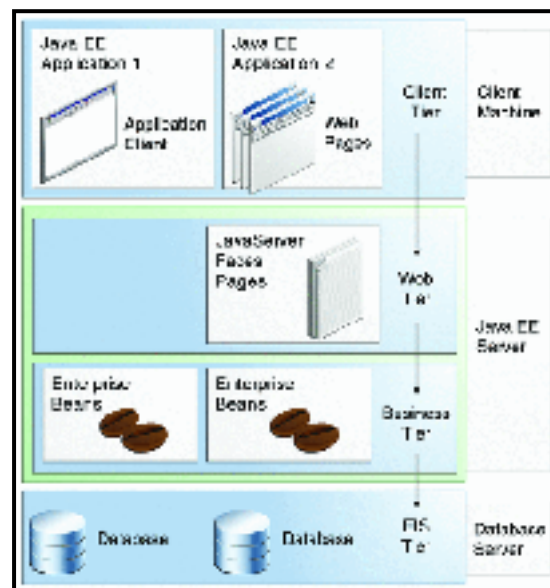 Java EE
Application 1
Application
Client
Java EE
Application 2
Web
Pages
Client
Tier
Client
Machine
JavaServer
Faces
Pages
Web
Tier
Java EE
Server
Enterprise
Beans
Enterprise
Beans
Business
Tier
Database
Database
EIS
Tier
Database
Server